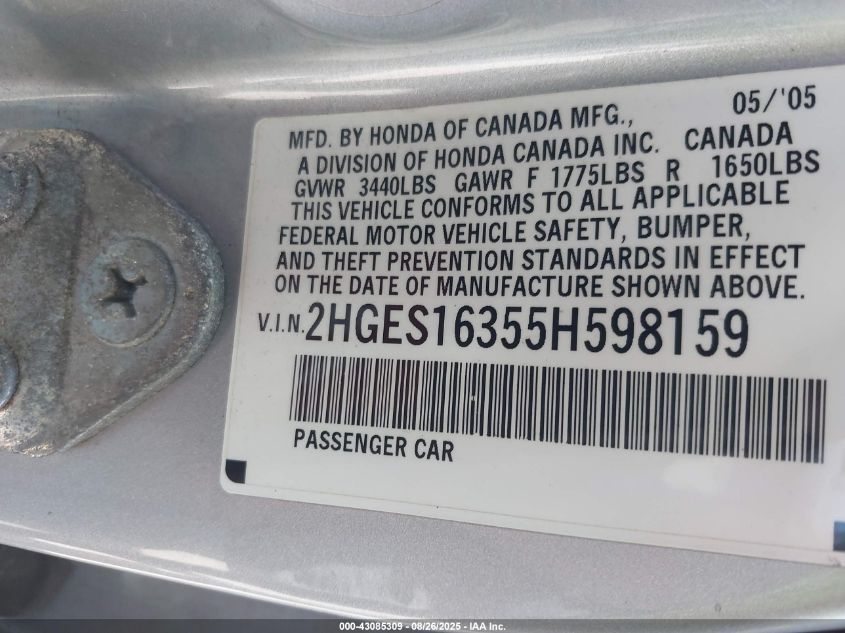 05/'05
MFD. BY HONDA OF CANADA MFG.,
A DIVISION OF HONDA CANADA INC. CANADA
GVWR 3440LBS GAWR F 1775LBS R 1650LBS
THIS VEHICLE CONFORMS TO ALL APPLICABLE
FEDERAL MOTOR VEHICLE SAFETY, BUMPER,
AND THEFT PREVENTION STANDARDS IN EFFECT
ON THE DATE OF MANUFACTURE SHOWN ABOVE.
V.I.N. 2HGES16355H598159
PASSENGER CAR
000-43085309 - 08/26/2025 - IAA Inc.